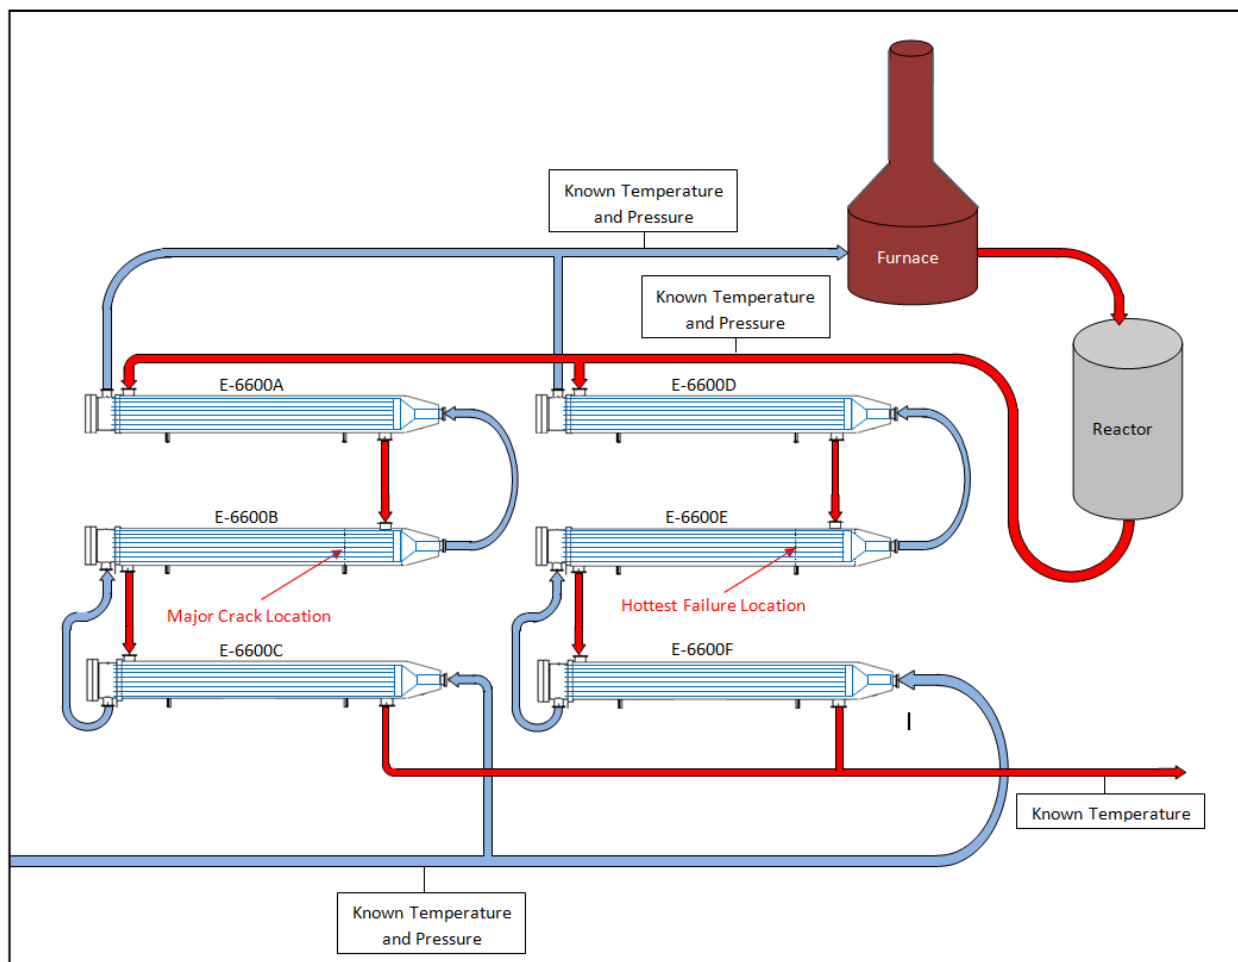 Known Temperature
and Pressure
Furnace
Known Temperature
and Pressure
E-6600A
E-6600D
Reactor
E-6600B
E-6600E
Major Crack Location
Hottest Failure Location
E-6600C
E-6600F
Known Temperature
Known Temperature
and Pressure